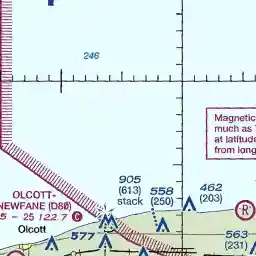 246
Magnetic
much as
at latitude
from long
905
(613)
stack
OLCOTT-
NEWFANE (D80)
5 - 25 122.7 C
Olcott
577
558
(250)
462
(203)
R
563
(231)